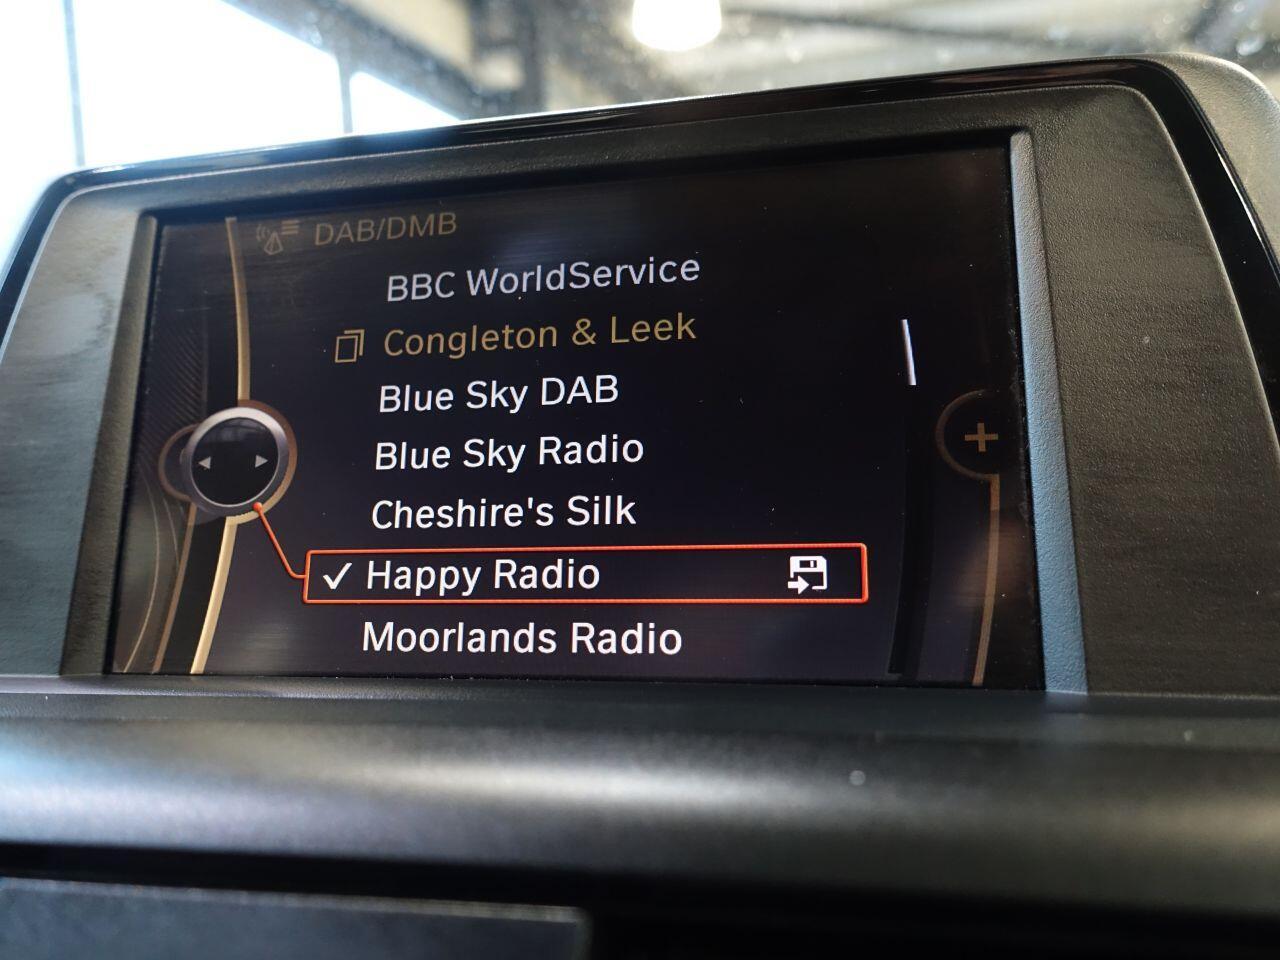 DAB/DMB
BBC WorldService
Congleton & Leek
Blue Sky DAB
Blue Sky Radio
Cheshire's Silk
Happy Radio
Moorlands Radio